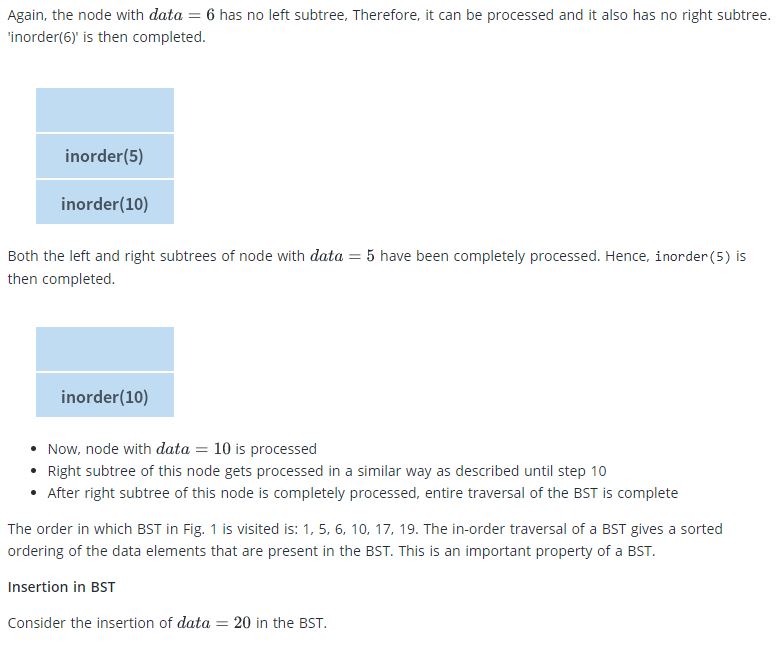 Again, the node with data = 6 has no left subtree, Therefore, it can be processed and it also has no right subtree.
'inorder(6)' is then completed.
inorder(5)
inorder(10)
Both the left and right subtrees of node with data = 5 have been completely processed. Hence, inorder(5) is
then completed.
inorder(10)
• Now, node with data = 10 is processed
• Right subtree of this node gets processed in a similar way as described until step 10
• After right subtree of this node is completely processed, entire traversal of the BST is complete
The order in which BST in Fig. 1 is visited is: 1, 5, 6, 10, 17, 19. The in-order traversal of a BST gives a sorted
ordering of the data elements that are present in the BST. This is an important property of a BST.
Insertion in BST
Consider the insertion of data = 20 in the BST.